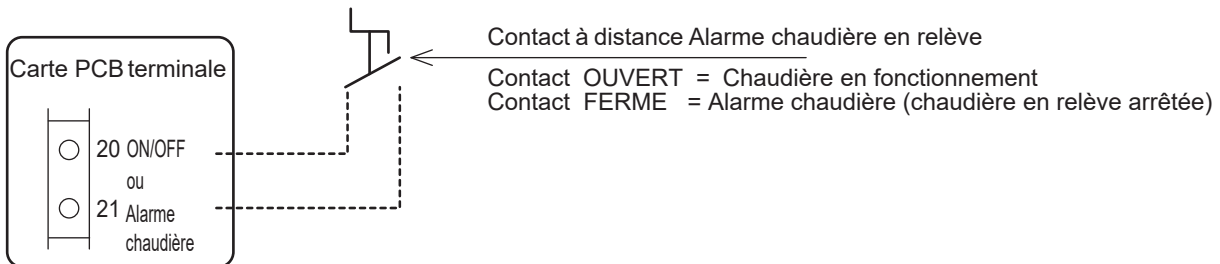 Contact à distance Alarme chaudière en relève
Carte PCB terminale
Contact OUVERT = Chaudière en fonctionnement
Contact FERME = Alarme chaudière (chaudière en relève arrêtée)
20 ON/OFF
ou
21 Alarme
chaudière